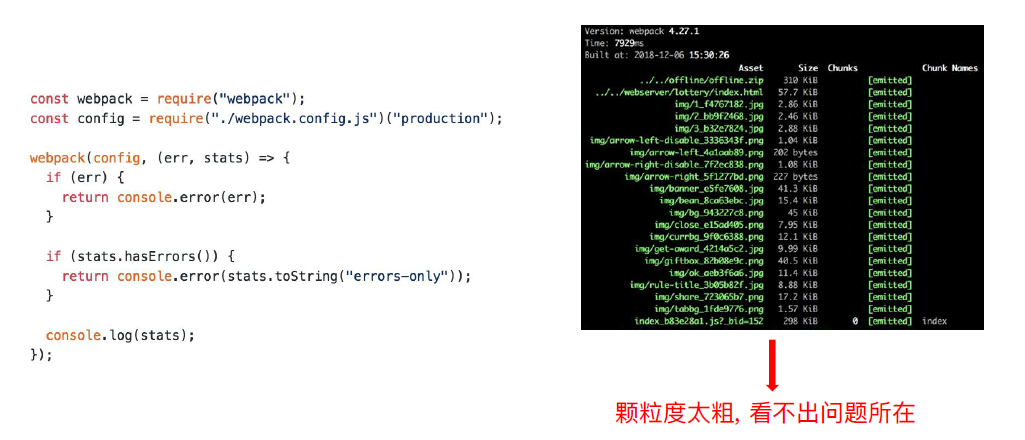 const webpack = require("webpack");
const config = require("./webpack.config.js")("production");
webpack(config, (err, stats) => {
if (err) {
return console.error(err);
}
if (stats.hasErrors()) {
return console.error(stats.toString("errors-only"));
}
console.log(stats);
});
Version: webpack 4.27.1
Time: 7929ms
Built at: 2018-12-06 15:30:26
Asset Size Chunks Chunk Names
../../offline/offline.zip 310 KiB [emitted]
../../webserver/lottery/index.html 57.7 KiB [emitted]
img/1_f4767182.jpg 2.86 KiB [emitted]
img/2_bb9f2468.jpg 2.46 KiB [emitted]
img/3_b32e7824.jpg 2.88 KiB [emitted]
img/arrow-left-disable_3336343f.png 1.04 KiB [emitted]
img/arrow-left_4a1aab89.png 202 bytes [emitted]
img/arrow-right-disable_7f2ec838.png 1.08 KiB [emitted]
img/arrow-right_5f1277bd.png 227 bytes [emitted]
img/banner_e5fe7608.jpg 41.3 KiB [emitted]
img/bean_8ca63ebc.jpg 15.4 KiB [emitted]
img/bg_943227c8.jpg 45 KiB [emitted]
img/close_e15ad405.png 7.95 KiB [emitted]
img/currbg_9f0c6388.png 12.1 KiB [emitted]
img/get-award_4214a5c2.jpg 9.99 KiB [emitted]
img/giftbox_82b08e9c.png 40.5 KiB [emitted]
img/ok_aeb3f6a6.jpg 11.4 KiB [emitted]
img/rule-title_3b05b82f.jpg 8.88 KiB [emitted]
img/share_723065b7.png 17.2 KiB [emitted]
img/tabbg_1fde9776.png 1.57 KiB [emitted]
index_b83e28a1.js?_bid=152 298 KiB 0 [emitted] index
颗粒度太粗, 看不出问题所在